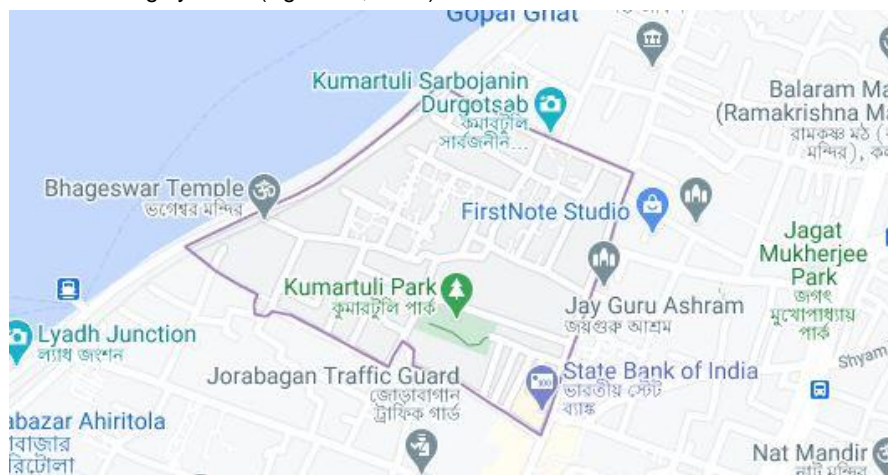 Gopal Ghat
Kumartuli Sarbojanin
Durgotsab
কুমারটুলি
সার্বজনীন...
Balaram Ma
(Ramakrishna Ma
রামকৃষ্ণ মঠ (
মন্দির), ক
Bhageswar Temple
ভগেশ্বর মন্দির
FirstNote Studio
Jagat
Mukherjee
Park
জগৎ
মুখোপাধ্যায়
পার্ক
Kumartuli Park
কুমারটুলি পার্ক
Jay Guru Ashram
জয়গুরু আশ্রম
Lyadh Junction
ল্যাধ জংশন
Shyam
Jorabagan Traffic Guard
জোড়াবাগান
ট্রাফিক গার্ড
State Bank of India
ভারতীয় স্টেট
ব্যাঙ্ক
abazar Ahiritola
াবাজার
রিটোলা
Nat Mandir
নাট মন্দির